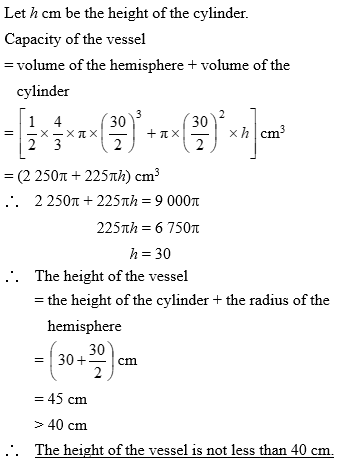 Let h cm be the height of the cylinder.
Capacity of the vessel
= volume of the hemisphere + volume of the
cylinder
= [1/2 × 4/3 × π × (30/2)³ + π × (30/2)² × h] cm³
= (2 250π + 225πh) cm³
∴ 2 250π + 225πh = 9 000π
225πh = 6 750π
h = 30
∴ The height of the vessel
= the height of the cylinder + the radius of the
hemisphere
= (30 + 30/2) cm
= 45 cm
> 40 cm
∴ The height of the vessel is not less than 40 cm.